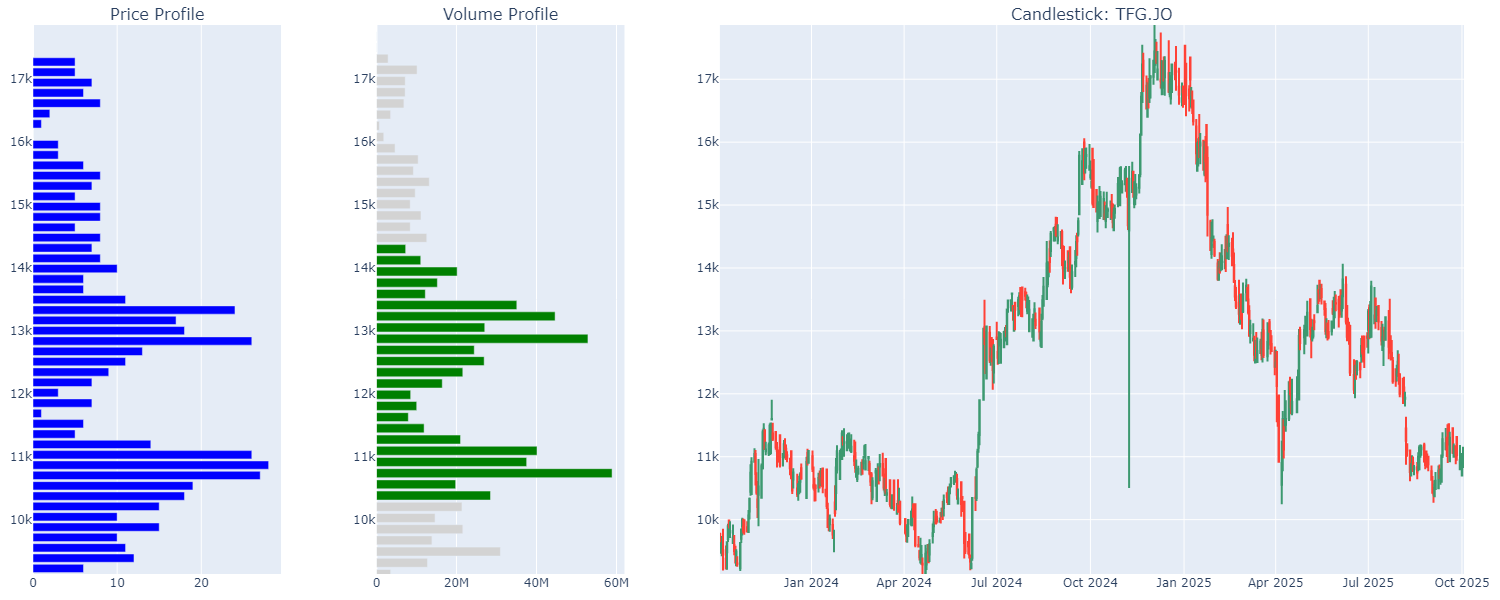 Price Profile
17k
16k
15k
14k
13k
12k
11k
10k
0 10 20
Volume Profile
17k
16k
15k
14k
13k
12k
11k
10k
0 20M 40M 60M
Candlestick: TFG.JO
17k
16k
15k
14k
13k
12k
11k
10k
Jan 2024 Apr 2024 Jul 2024 Oct 2024 Jan 2025 Apr 2025 Jul 2025 Oct 2025